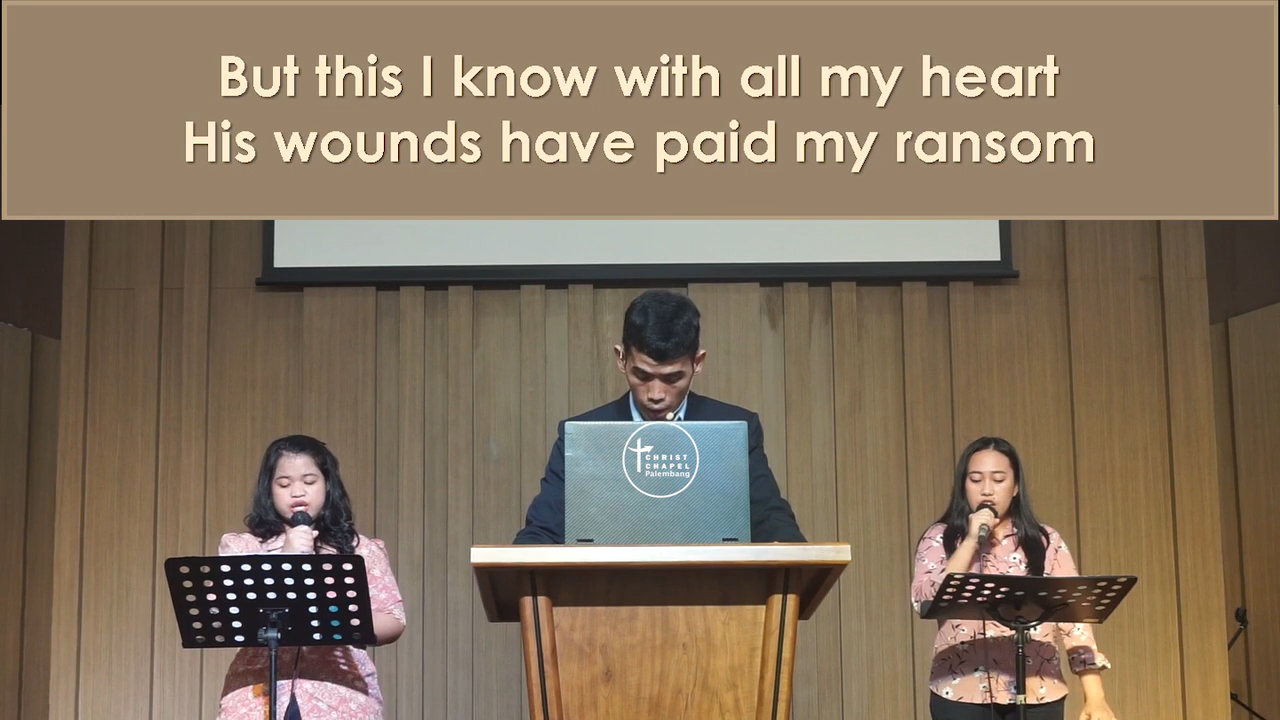 But this I know with all my heart
His wounds have paid my ransom
CHRIST
CHAPEL
Palembang